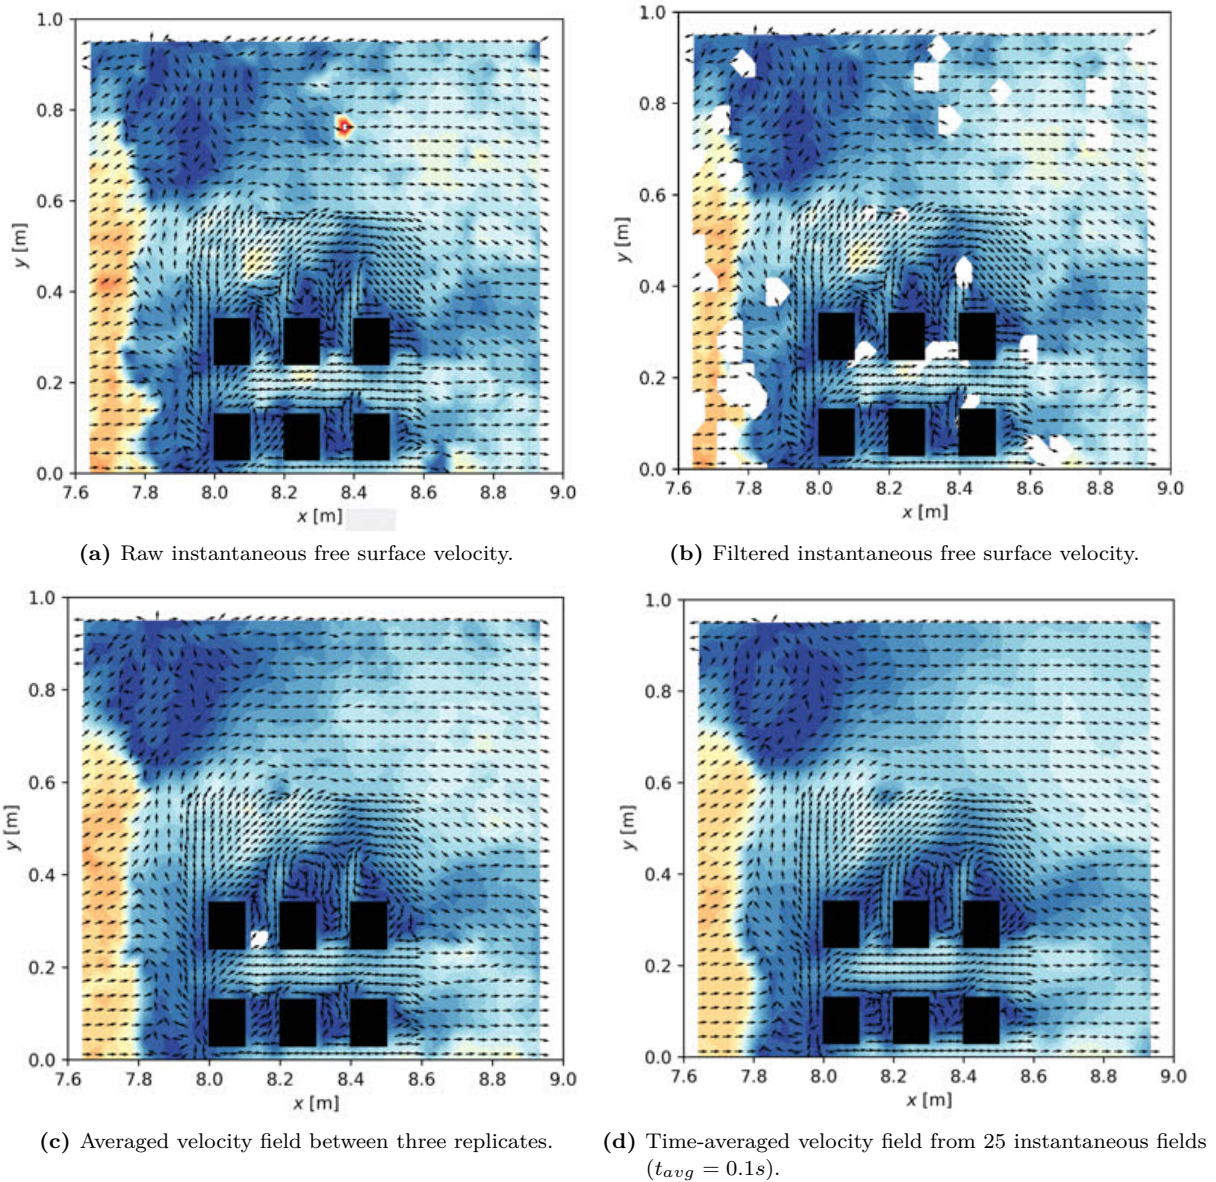 1.0
0.8
0.6
0.4
0.2
0.0
y [m]
7.6 7.8 8.0 8.2 8.4 8.6 8.8 9.0
x [m]
(a) Raw instantaneous free surface velocity.
1.0
0.8
0.6
0.4
0.2
0.0
y [m]
7.6 7.8 8.0 8.2 8.4 8.6 8.8 9.0
x [m]
(b) Filtered instantaneous free surface velocity.
1.0
0.8
0.6
0.4
0.2
0.0
y [m]
7.6 7.8 8.0 8.2 8.4 8.6 8.8 9.0
x [m]
(c) Averaged velocity field between three replicates.
1.0
0.8
0.6
0.4
0.2
0.0
y [m]
7.6 7.8 8.0 8.2 8.4 8.6 8.8 9.0
x [m]
(d) Time-averaged velocity field from 25 instantaneous fields
(t_avg = 0.1s).